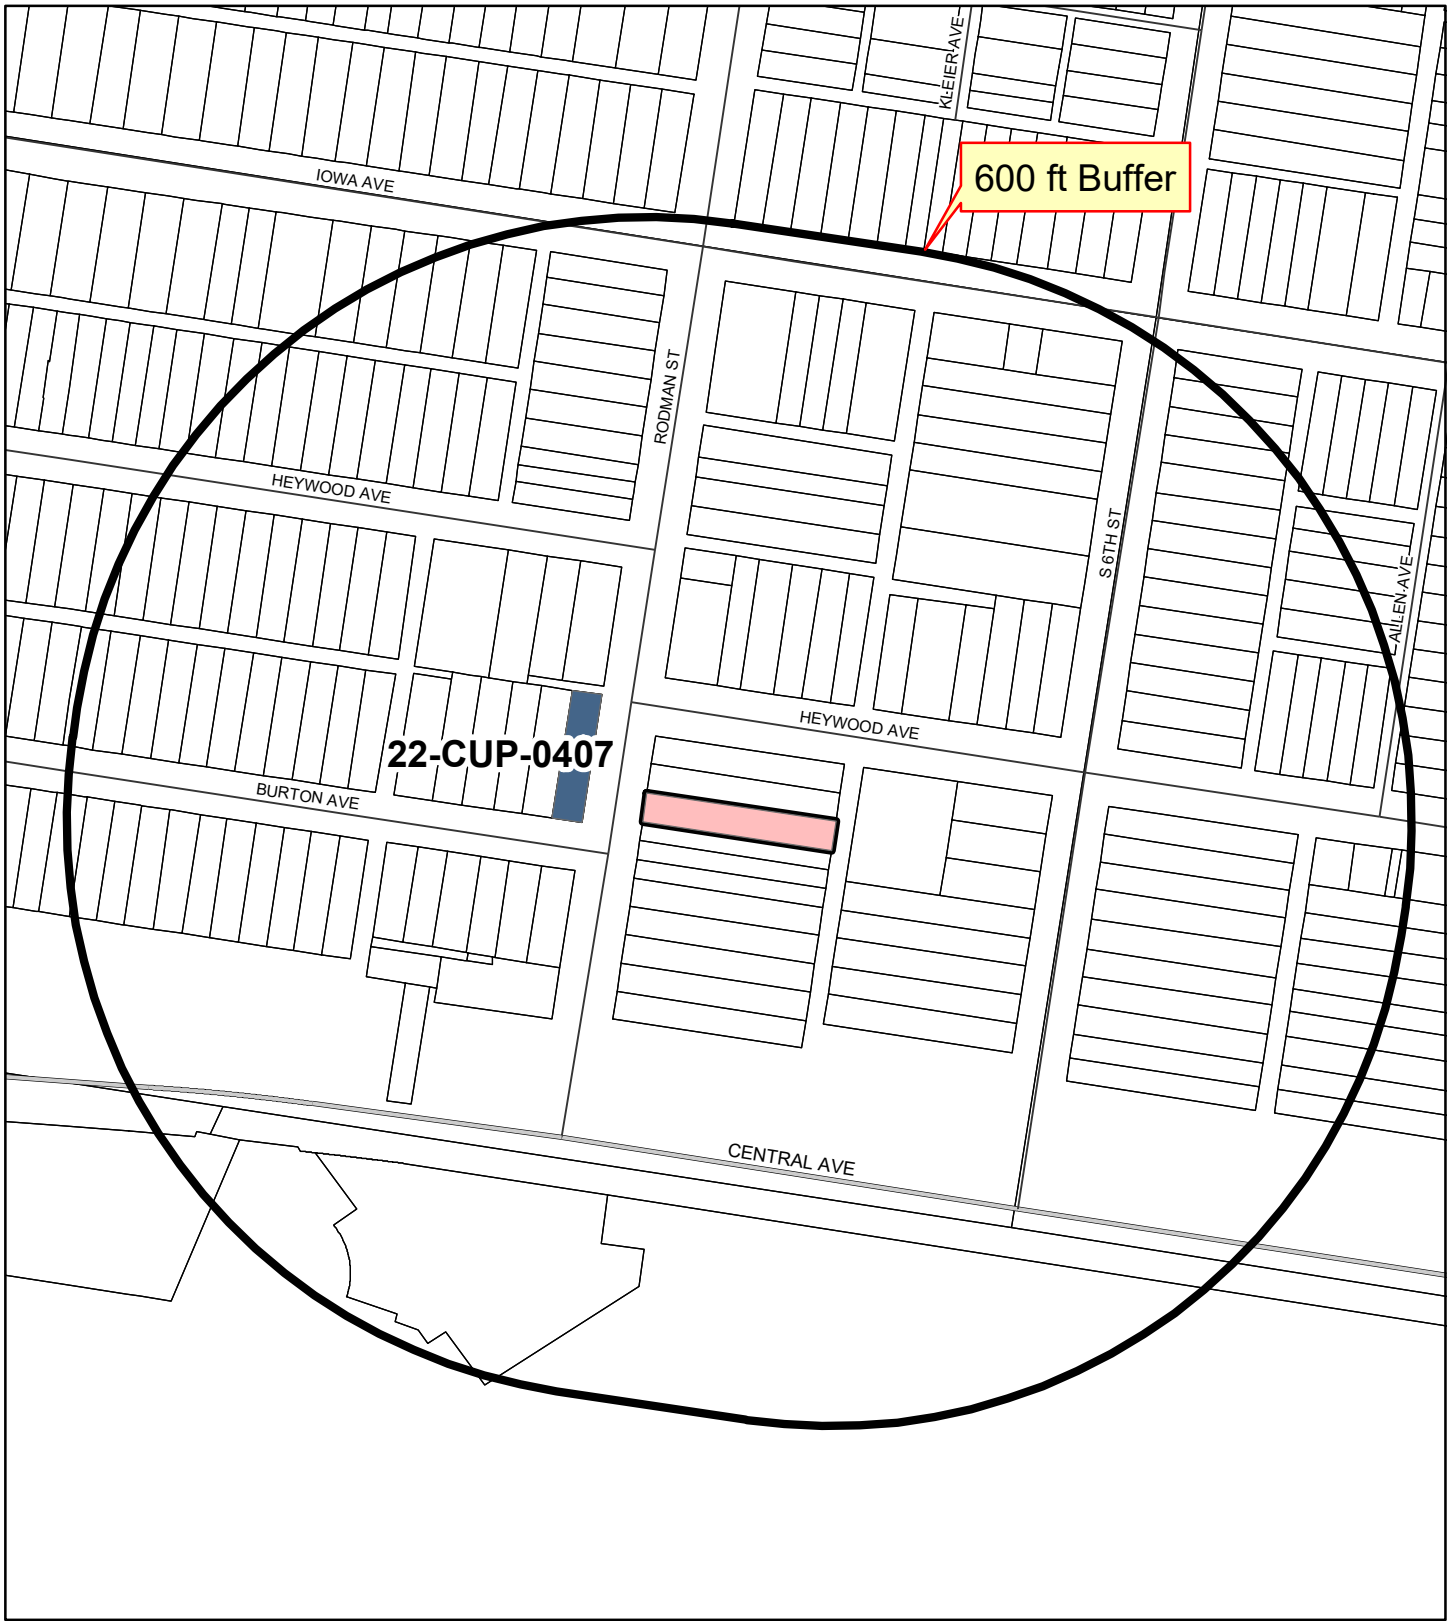 KLEIER AVE
600 ft Buffer
IOWA AVE
RODMAN ST
HEYWOOD AVE
S 6TH ST
ALLEN AVE
HEYWOOD AVE
22-CUP-0407
BURTON AVE
CENTRAL AVE